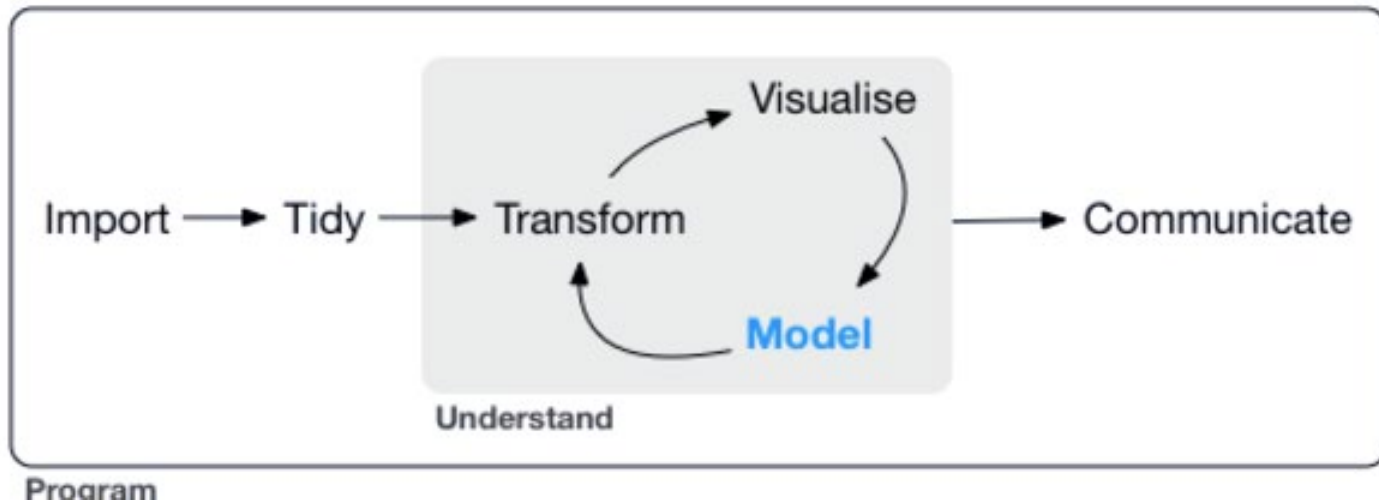 Visualise
Import Tidy Transform Communicate
Model
Understand
Program